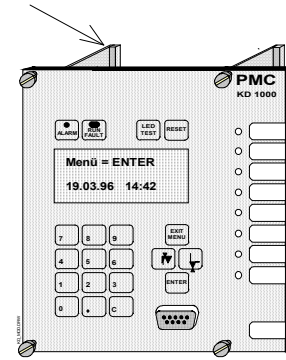 PMC
KD 1000
ALARM
RUN
FAULT
LED
TEST
RESET
Menü = ENTER
19.03.96 14:42
7 8 9
EXIT
MENU
4 5 6
1 2 3
ENTER
0 . C